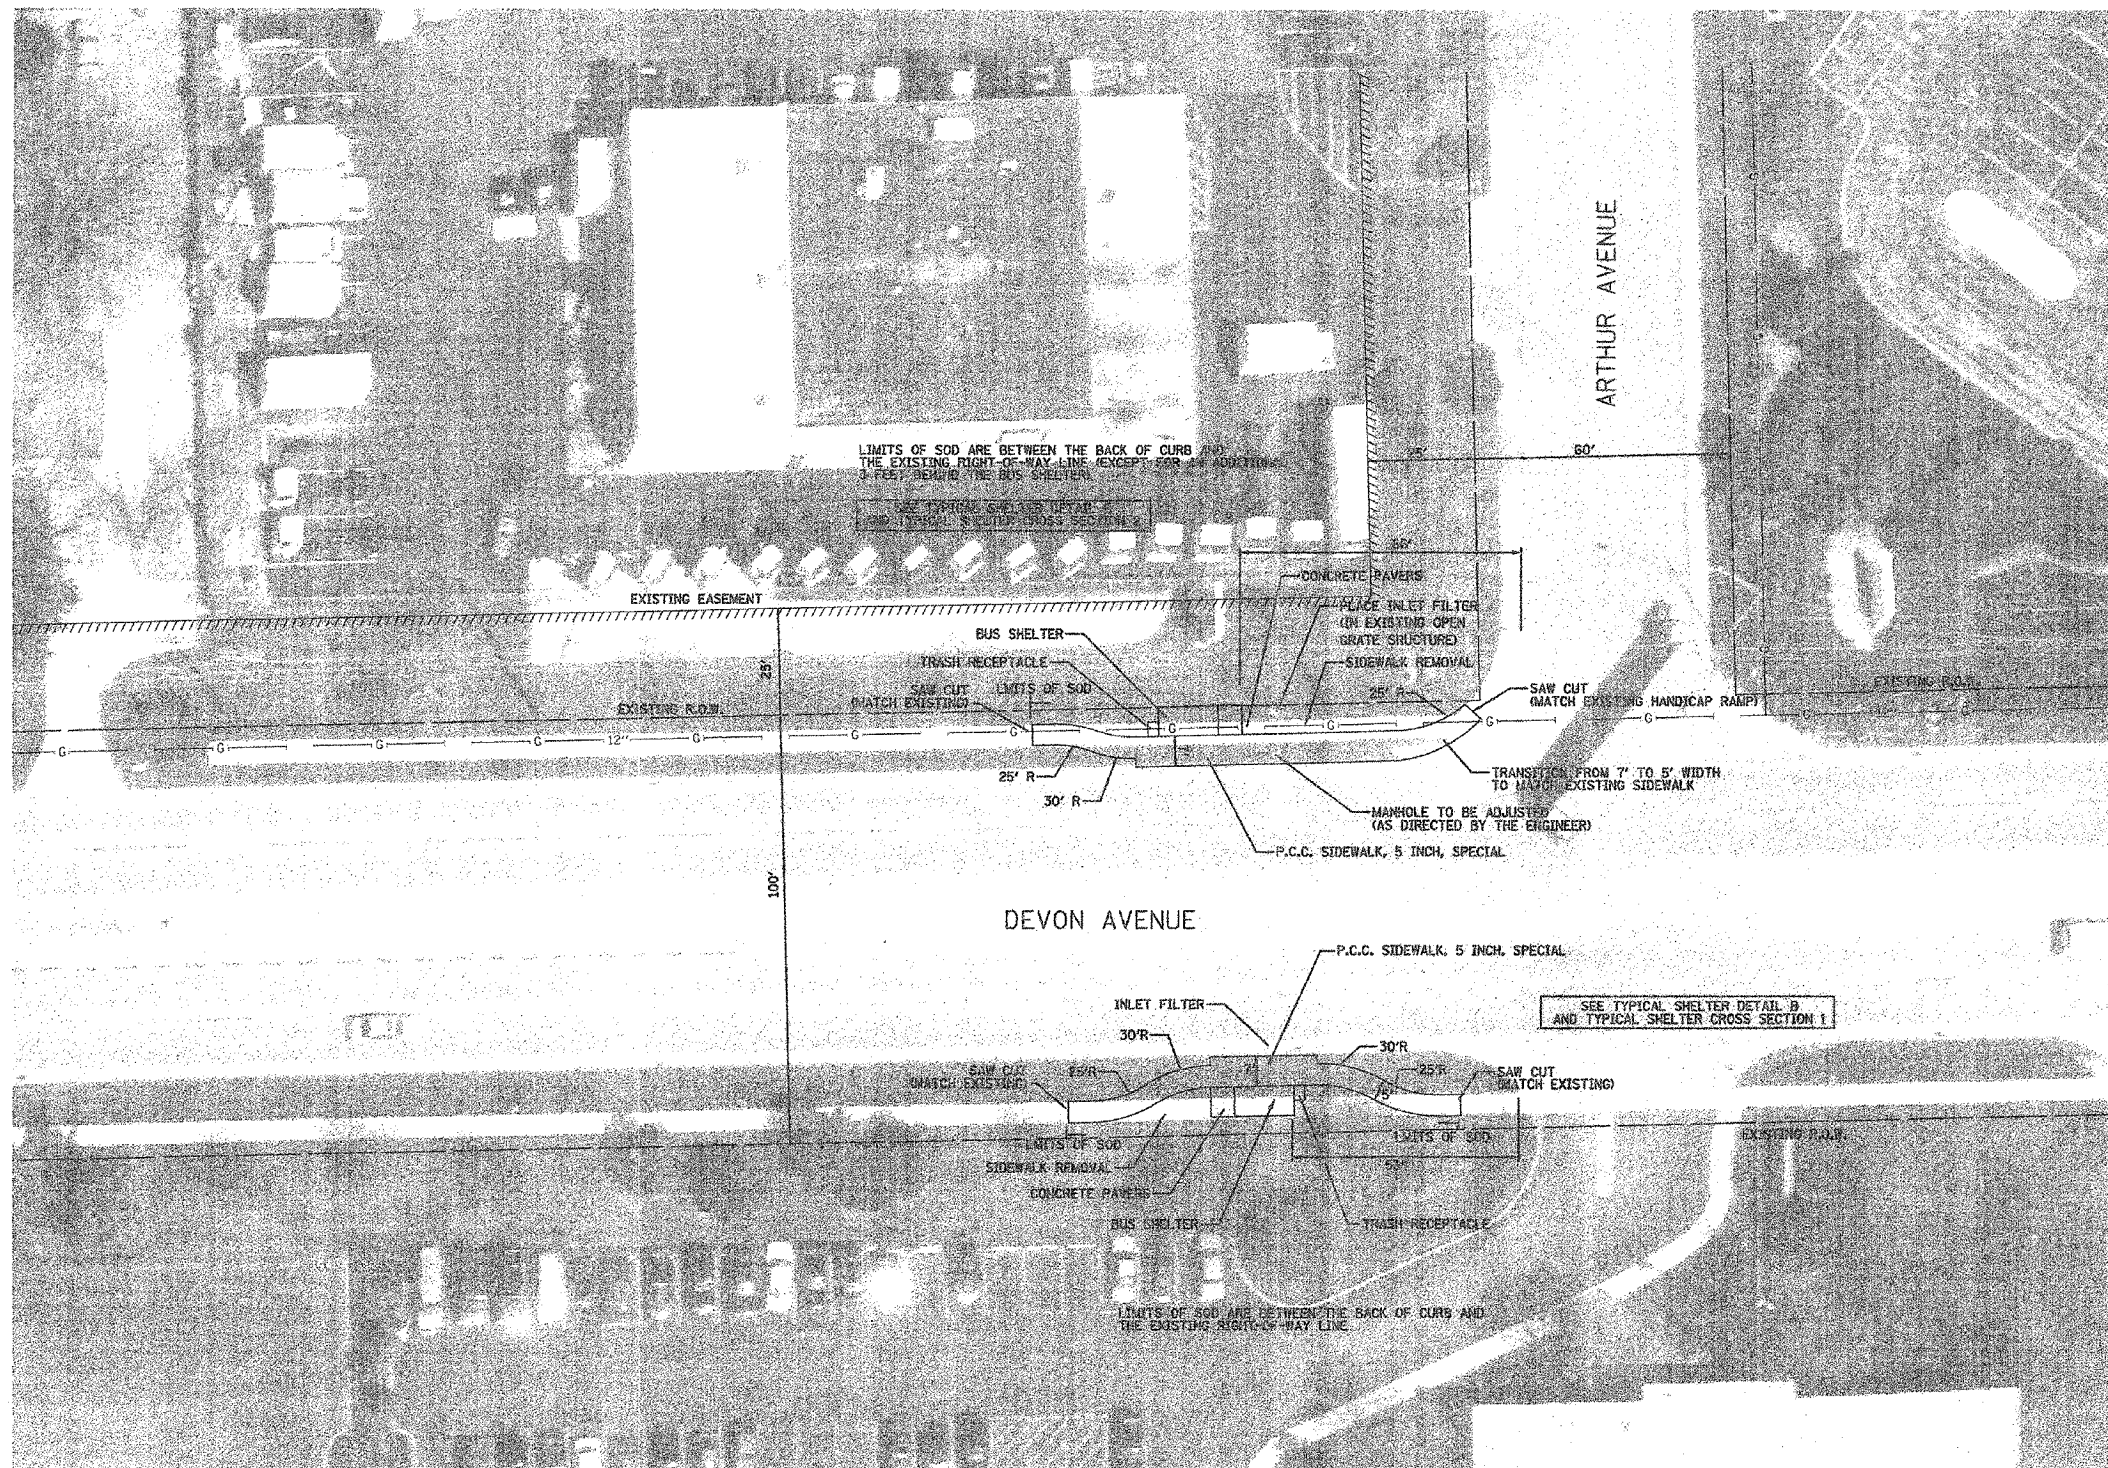 ARTHUR AVENUE
LIMITS OF SOD ARE BETWEEN THE BACK OF CURB AND
THE EXISTING RIGHT-OF-WAY LINE (EXCEPT FOR AN ADDITIONAL
3 FEET BEHIND THE BUS SHELTER)
25'
60'
SEE TYPICAL SHELTER DETAIL
AND TYPICAL SHELTER CROSS SECTION
CONCRETE PAVERS
EXISTING EASEMENT
PLACE INLET FILTER
(IN EXISTING OPEN
GRATE SRUCTURE)
BUS SHELTER
TRASH RECEPTACLE
SIDEWALK REMOVAL
25'
SAW CUT
(MATCH EXISTING)
LIMITS OF SOD
25' R
SAW CUT
(MATCH EXISTING HANDICAP RAMP)
EXISTING R.O.W.
EXISTING R.O.W.
G G G G 12" G G G G G G G G
25' R
30' R
TRANSITION FROM 7' TO 5' WIDTH
TO MATCH EXISTING SIDEWALK
MANHOLE TO BE ADJUSTED
(AS DIRECTED BY THE ENGINEER)
P.C.C. SIDEWALK, 5 INCH, SPECIAL
100'
DEVON AVENUE
P.C.C. SIDEWALK, 5 INCH, SPECIAL
INLET FILTER
SEE TYPICAL SHELTER DETAIL B
AND TYPICAL SHELTER CROSS SECTION 1
30'R
30'R
SAW CUT
(MATCH EXISTING)
25'R
7'
25'R
SAW CUT
(MATCH EXISTING)
5'
LIMITS OF SOD
LIMITS OF SOD
EXISTING R.O.W.
SIDEWALK REMOVAL
CONCRETE PAVERS
BUS SHELTER
TRASH RECEPTACLE
LIMITS OF SOD ARE BETWEEN THE BACK OF CURB AND
THE EXISTING RIGHT-OF-WAY LINE